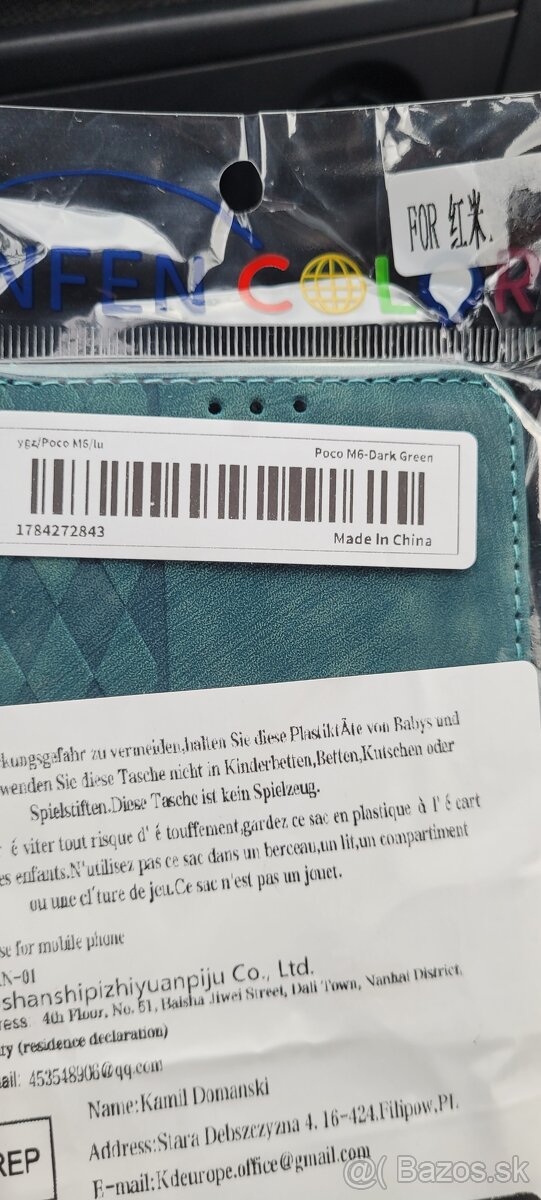 FOR 红米
NFEN COLOR
ygz/Poco M6/lu
Poco M6-Dark Green
1784272843
Made In China
kungsgefahr zu vermeiden,halten Sie diese PlastiktÃte von Babys und
wenden Sie diese Tasche nicht in Kinderbetten,Betten,Kutschen oder
Spielstiften.Diese Tasche ist kein Spielzeug.
é viter tout risque d' é touffement,gardez ce sac en plastique à l' é cart
es enfants.N'utilisez pas ce sac dans un berceau,un lit,un compartiment
ou une cl'ture de jeu.Ce sac n'est pas un jouet.
se for mobile phone
N-01
shanshipizhiyuanpiju Co., Ltd.
ress: 4th Floor, No. 51, Baisha Jiwei Street, Dali Town, Nanhai District,
ry (residence declaration)
ail: 453548906@qq.com
REP
Name:Kamil Domanski
Address:Stara Debszczyzna 4, 16-424.Filipow,PL
E-mail:Kdeurope.office@gmail.com
Bazos.sk